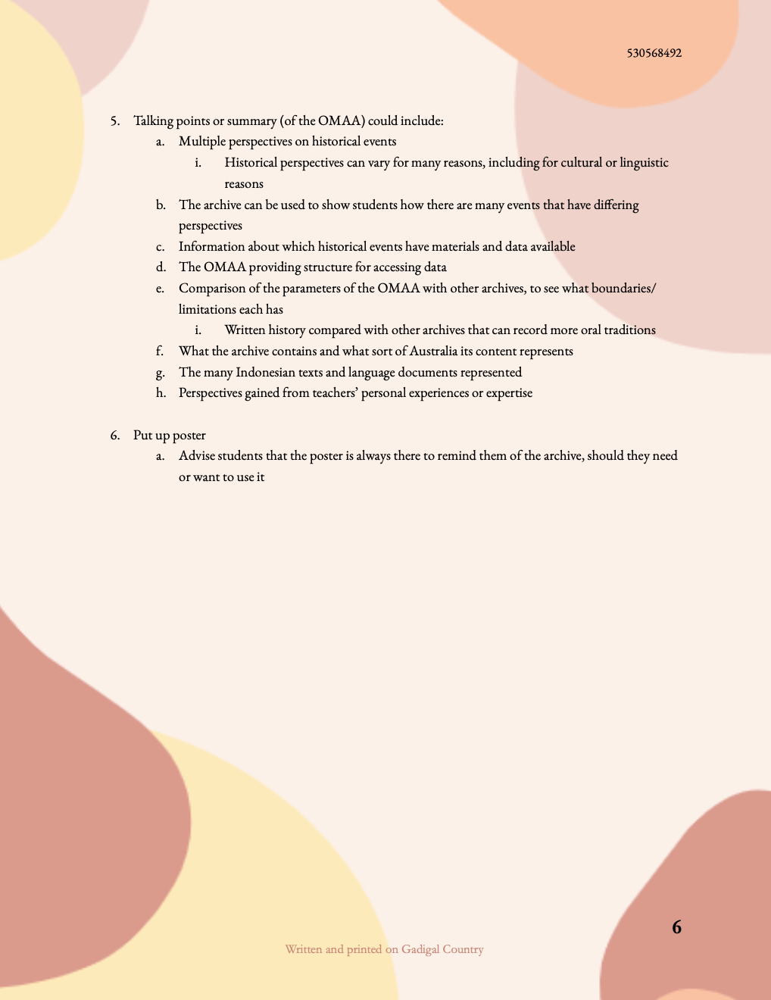 530568492
5. Talking points or summary (of the OMAA) could include:
a. Multiple perspectives on historical events
i. Historical perspectives can vary for many reasons, including for cultural or linguistic
reasons
b. The archive can be used to show students how there are many events that have differing
perspectives
c. Information about which historical events have materials and data available
d. The OMAA providing structure for accessing data
e. Comparison of the parameters of the OMAA with other archives, to see what boundaries/
limitations each has
i. Written history compared with other archives that can record more oral traditions
f. What the archive contains and what sort of Australia its content represents
g. The many Indonesian texts and language documents represented
h. Perspectives gained from teachers’ personal experiences or expertise
6. Put up poster
a. Advise students that the poster is always there to remind them of the archive, should they need
or want to use it
6
Written and printed on Gadigal Country